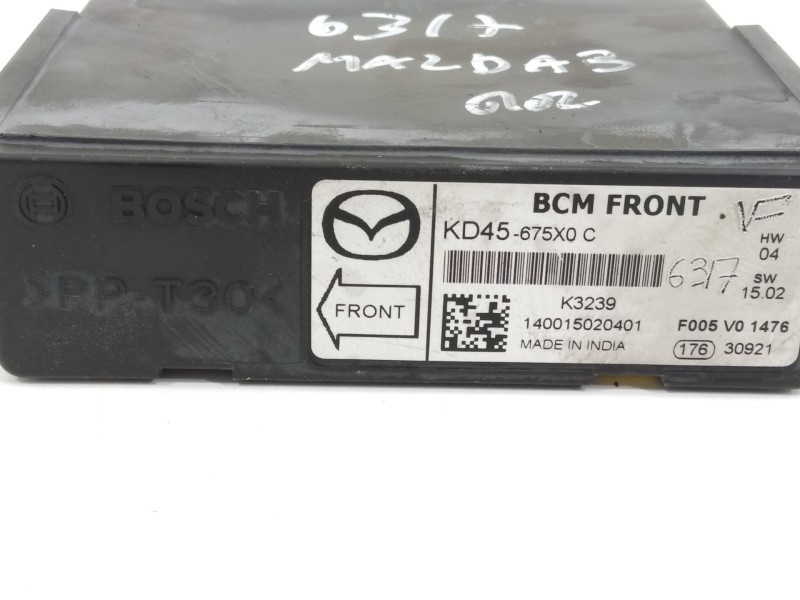 6317
MAZDA3
BOSCH
>PP-T30<
FRONT
BCM FRONT
KD45-675X0 C
HW
04
6317
SW
15.02
K3239
140015020401
F005 V0 1476
MADE IN INDIA
176 30921